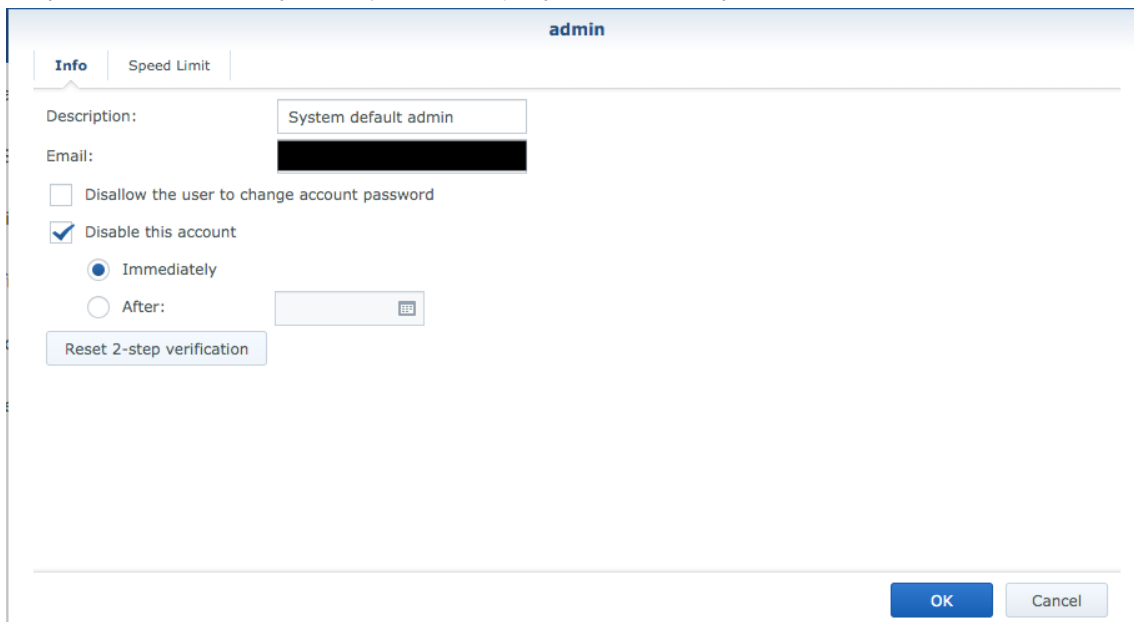 admin
Info Speed Limit
Description: System default admin
Email:
Disallow the user to change account password
Disable this account
Immediately
After:
Reset 2-step verification
OK Cancel